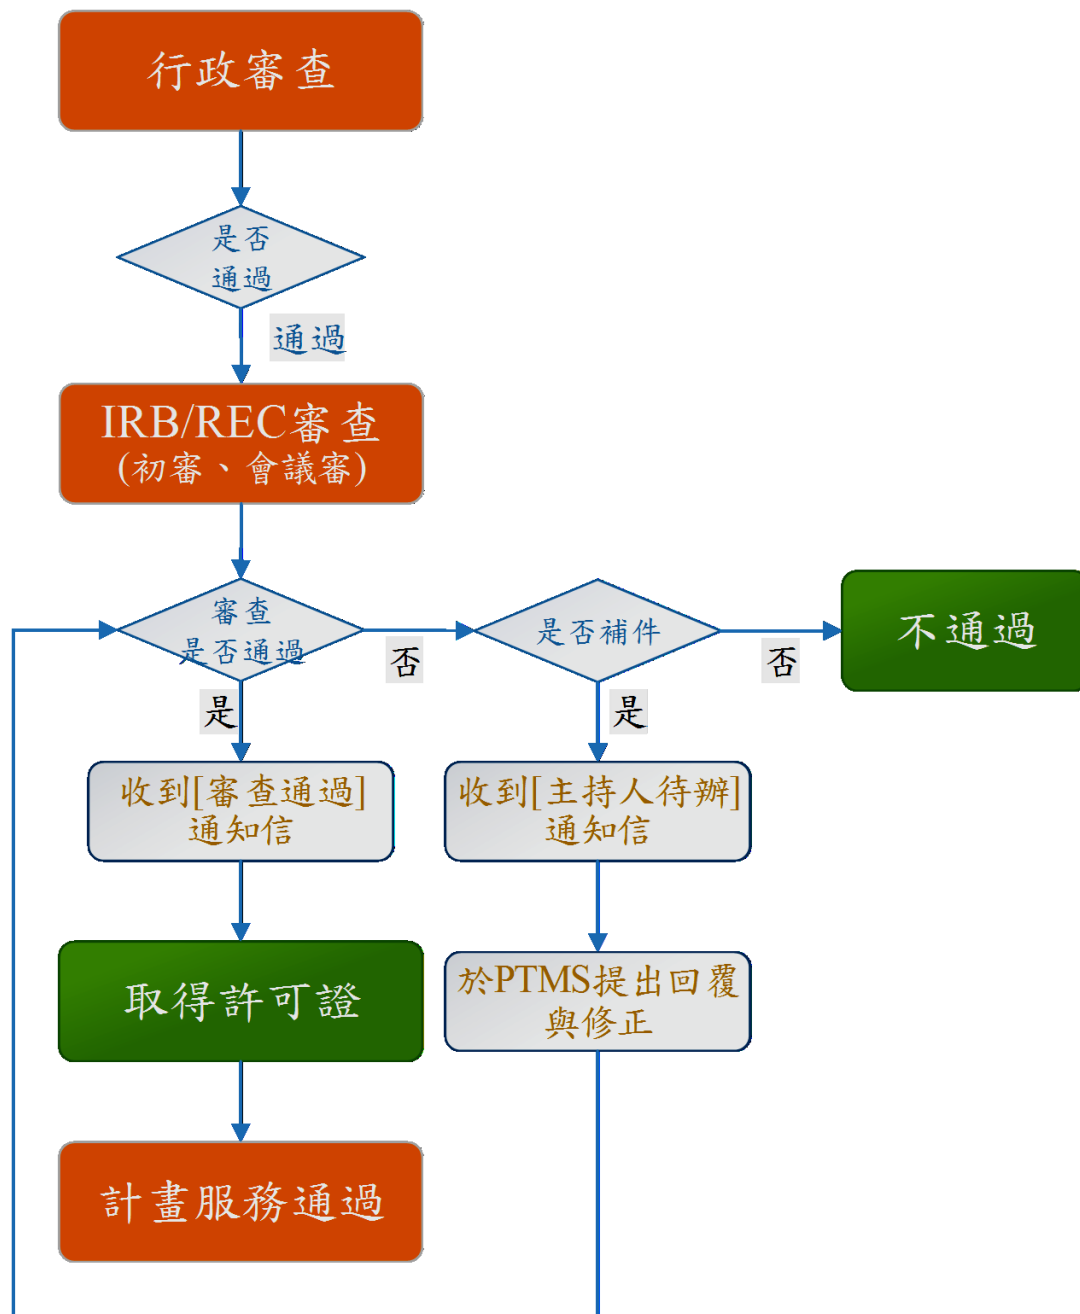 行政審查
是否
通過
通過
IRB/REC審查
(初審、會議審)
審查
是否通過
否
是否補件
否
不通過
是
是
收到[審查通過]
通知信
收到[主持人待辦]
通知信
取得許可證
於PTMS提出回覆
與修正
計畫服務通過